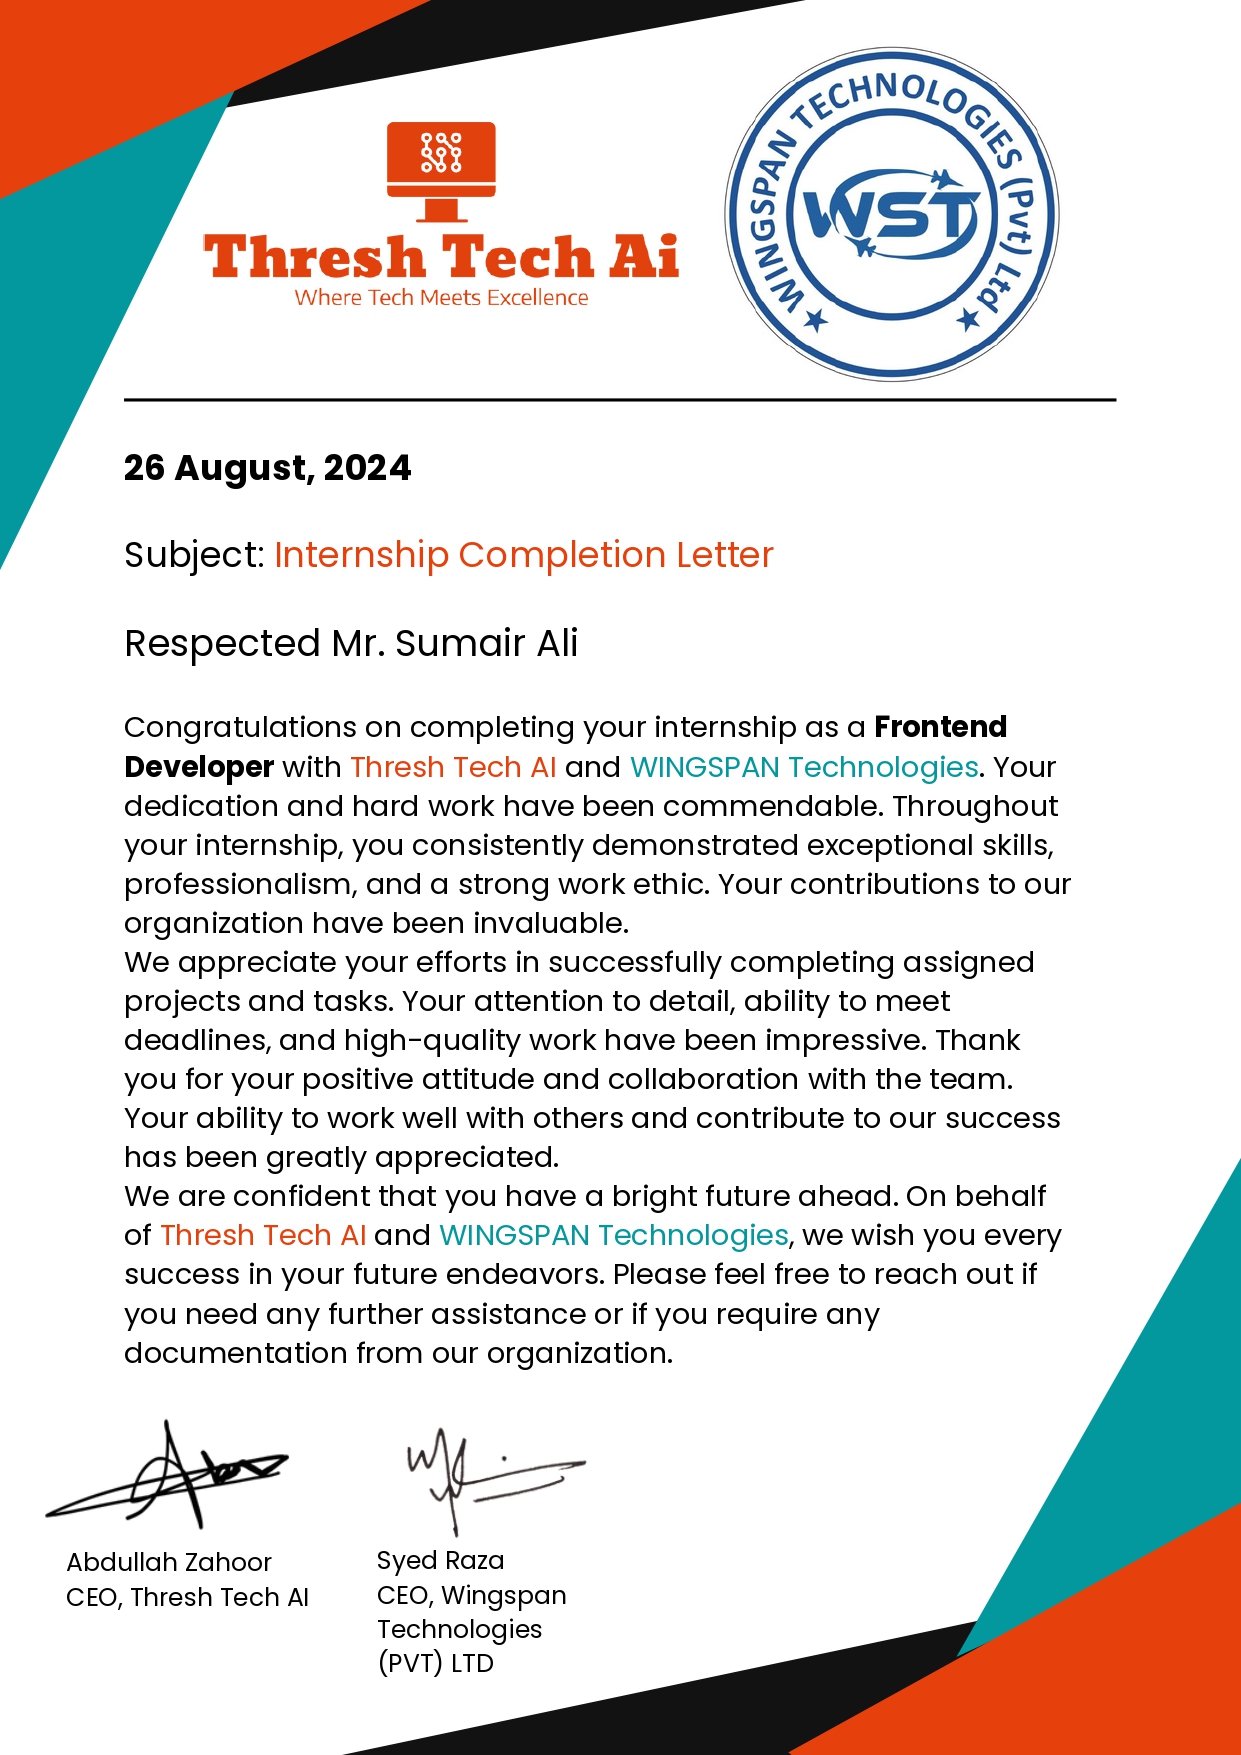 Thresh Tech Ai
Where Tech Meets Excellence
WINGSPAN TECHNOLOGIES (Pvt) Ltd
WST
26 August, 2024
Subject: Internship Completion Letter
Respected Mr. Sumair Ali
Congratulations on completing your internship as a Frontend
Developer with Thresh Tech AI and WINGSPAN Technologies. Your
dedication and hard work have been commendable. Throughout
your internship, you consistently demonstrated exceptional skills,
professionalism, and a strong work ethic. Your contributions to our
organization have been invaluable.
We appreciate your efforts in successfully completing assigned
projects and tasks. Your attention to detail, ability to meet
deadlines, and high-quality work have been impressive. Thank
you for your positive attitude and collaboration with the team.
Your ability to work well with others and contribute to our success
has been greatly appreciated.
We are confident that you have a bright future ahead. On behalf
of Thresh Tech AI and WINGSPAN Technologies, we wish you every
success in your future endeavors. Please feel free to reach out if
you need any further assistance or if you require any
documentation from our organization.
Abdullah Zahoor
CEO, Thresh Tech AI
Syed Raza
CEO, Wingspan
Technologies
(PVT) LTD